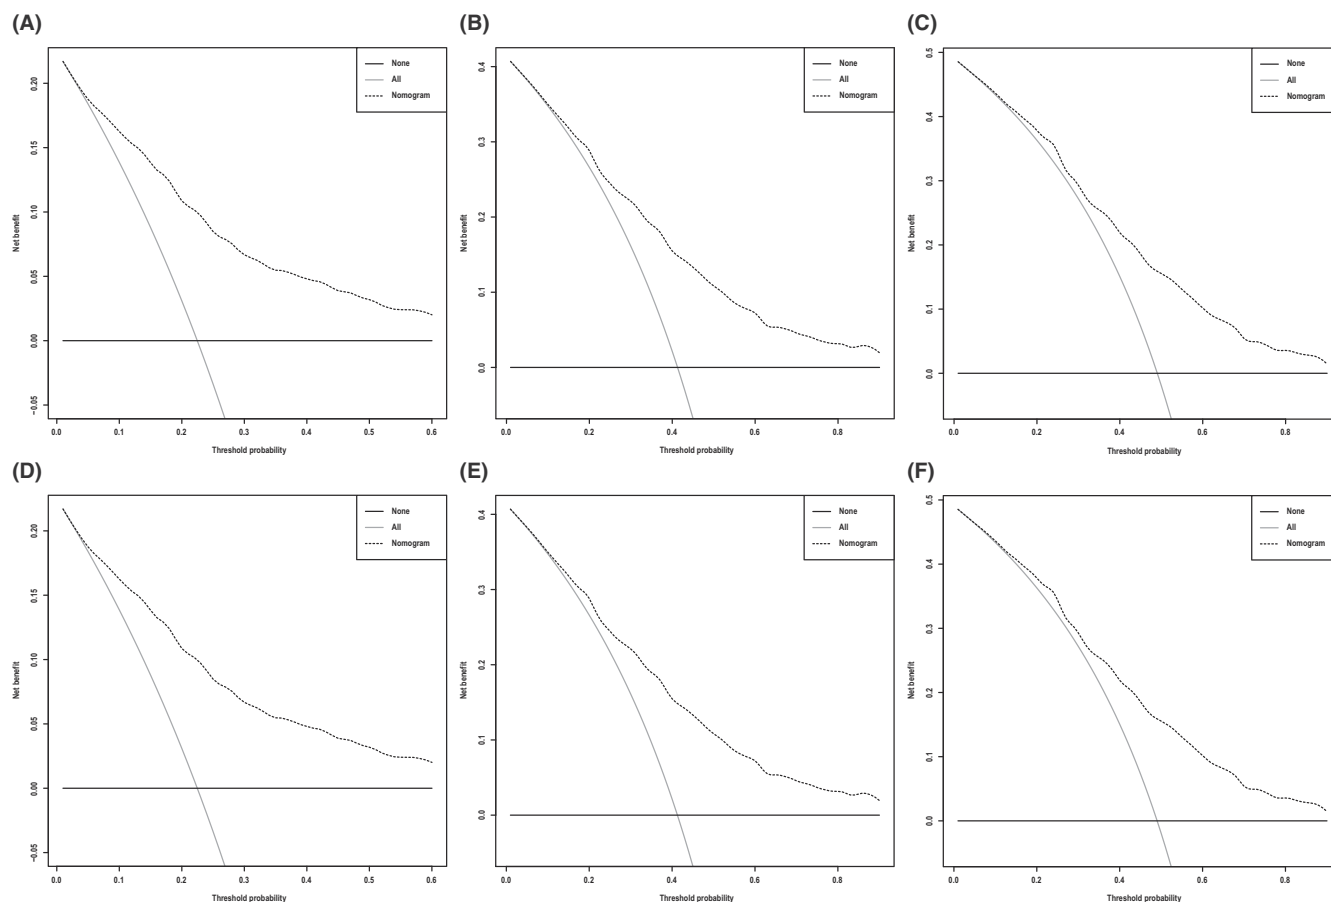 (A)
None
All
Nomogram
Net benefit
0.20
0.15
0.10
0.05
0.00
−0.05
0.0 0.1 0.2 0.3 0.4 0.5 0.6
Threshold probability
(B)
None
All
Nomogram
Net benefit
0.4
0.3
0.2
0.1
0.0
0.0 0.2 0.4 0.6 0.8
Threshold probability
(C)
None
All
Nomogram
Net benefit
0.5
0.4
0.3
0.2
0.1
0.0
0.0 0.2 0.4 0.6 0.8
Threshold probability
(D)
None
All
Nomogram
Net benefit
0.20
0.15
0.10
0.05
0.00
−0.05
0.0 0.1 0.2 0.3 0.4 0.5 0.6
Threshold probability
(E)
None
All
Nomogram
Net benefit
0.4
0.3
0.2
0.1
0.0
0.0 0.2 0.4 0.6 0.8
Threshold probability
(F)
None
All
Nomogram
Net benefit
0.5
0.4
0.3
0.2
0.1
0.0
0.0 0.2 0.4 0.6 0.8
Threshold probability